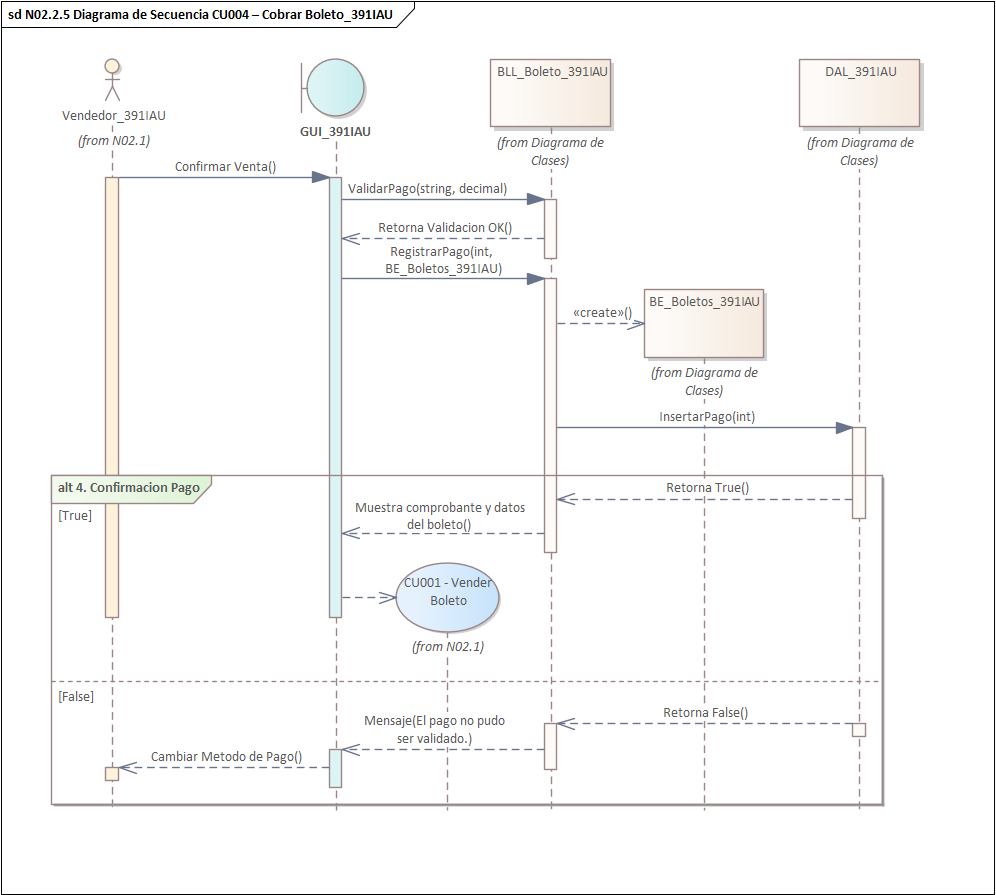 sd N02.2.5 Diagrama de Secuencia CU004 – Cobrar Boleto_391IAU
Vendedor_391IAU
(from N02.1)
GUI_391IAU
BLL_Boleto_391IAU
(from Diagrama de
Clases)
DAL_391IAU
(from Diagrama de
Clases)
Confirmar Venta()
ValidarPago(string, decimal)
Retorna Validacion OK()
RegistrarPago(int,
BE_Boletos_391IAU)
«create»()
BE_Boletos_391IAU
(from Diagrama de
Clases)
InsertarPago(int)
alt 4. Confirmacion Pago
[True]
Retorna True()
Muestra comprobante y datos
del boleto()
CU001 - Vender
Boleto
(from N02.1)
[False]
Retorna False()
Mensaje(El pago no pudo
ser validado.)
Cambiar Metodo de Pago()